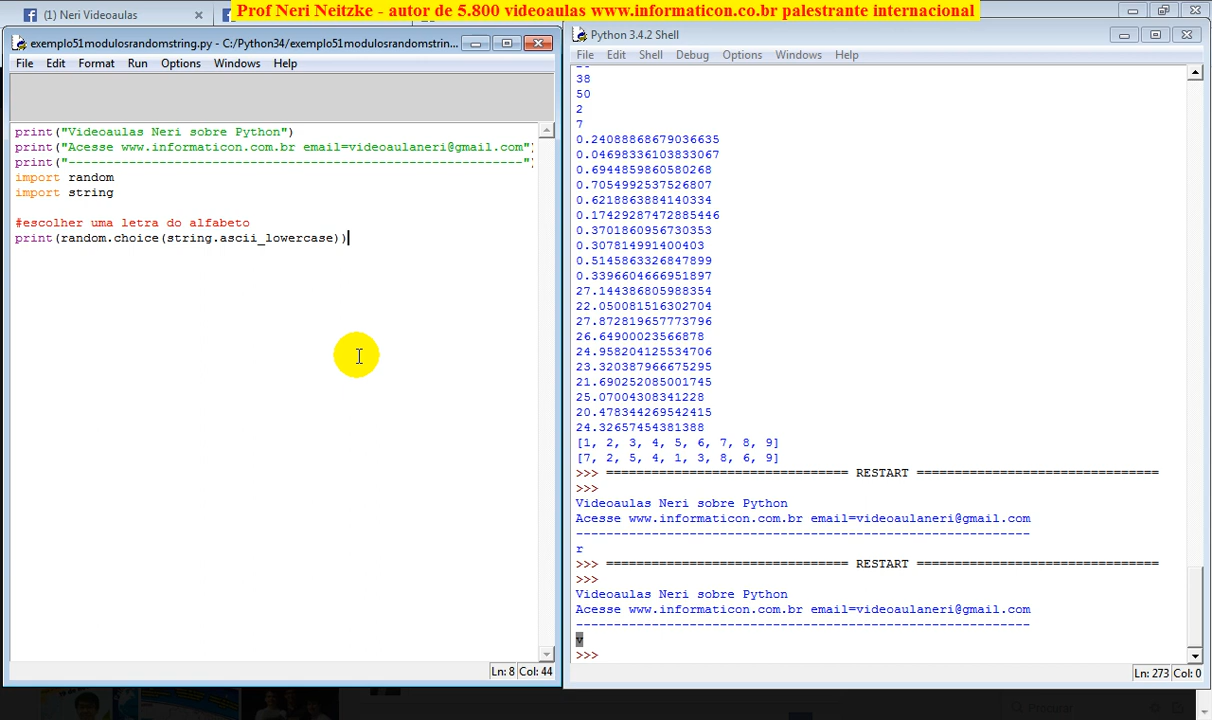 (1) Neri Videoaulas
Prof Neri Neitzke - autor de 5.800 videoaulas www.informaticon.co.br palestrante internacional
exemplo51modulosrandomstring.py - C:/Python34/exemplo51modulosrandomstrin...
File Edit Format Run Options Windows Help
print("Videoaulas Neri sobre Python")
print("Acesse www.informaticon.com.br email=videoaulaneri@gmail.com")
print("------------------------------------------------------------")
import random
import string
#escolher uma letra do alfabeto
print(random.choice(string.ascii_lowercase))
Ln: 8 Col: 44
Python 3.4.2 Shell
File Edit Shell Debug Options Windows Help
38
50
2
7
0.24088868679036635
0.04698336103833067
0.6944859860580268
0.7054992537526807
0.6218863884140334
0.17429287472885446
0.3701860956730353
0.307814991400403
0.5145863326847899
0.3396604666951897
27.144386805988354
22.050081516302704
27.872819657773796
26.64900023566878
24.958204125534706
23.320387966675295
21.690252085001745
25.07004308341228
20.478344269542415
24.32657454381388
[1, 2, 3, 4, 5, 6, 7, 8, 9]
[7, 2, 5, 4, 1, 3, 8, 6, 9]
>>> ================================ RESTART ================================
>>>
Videoaulas Neri sobre Python
Acesse www.informaticon.com.br email=videoaulaneri@gmail.com
------------------------------------------------------------
r
>>> ================================ RESTART ================================
>>>
Videoaulas Neri sobre Python
Acesse www.informaticon.com.br email=videoaulaneri@gmail.com
------------------------------------------------------------
>>>
Ln: 273 Col: 0
Procurar